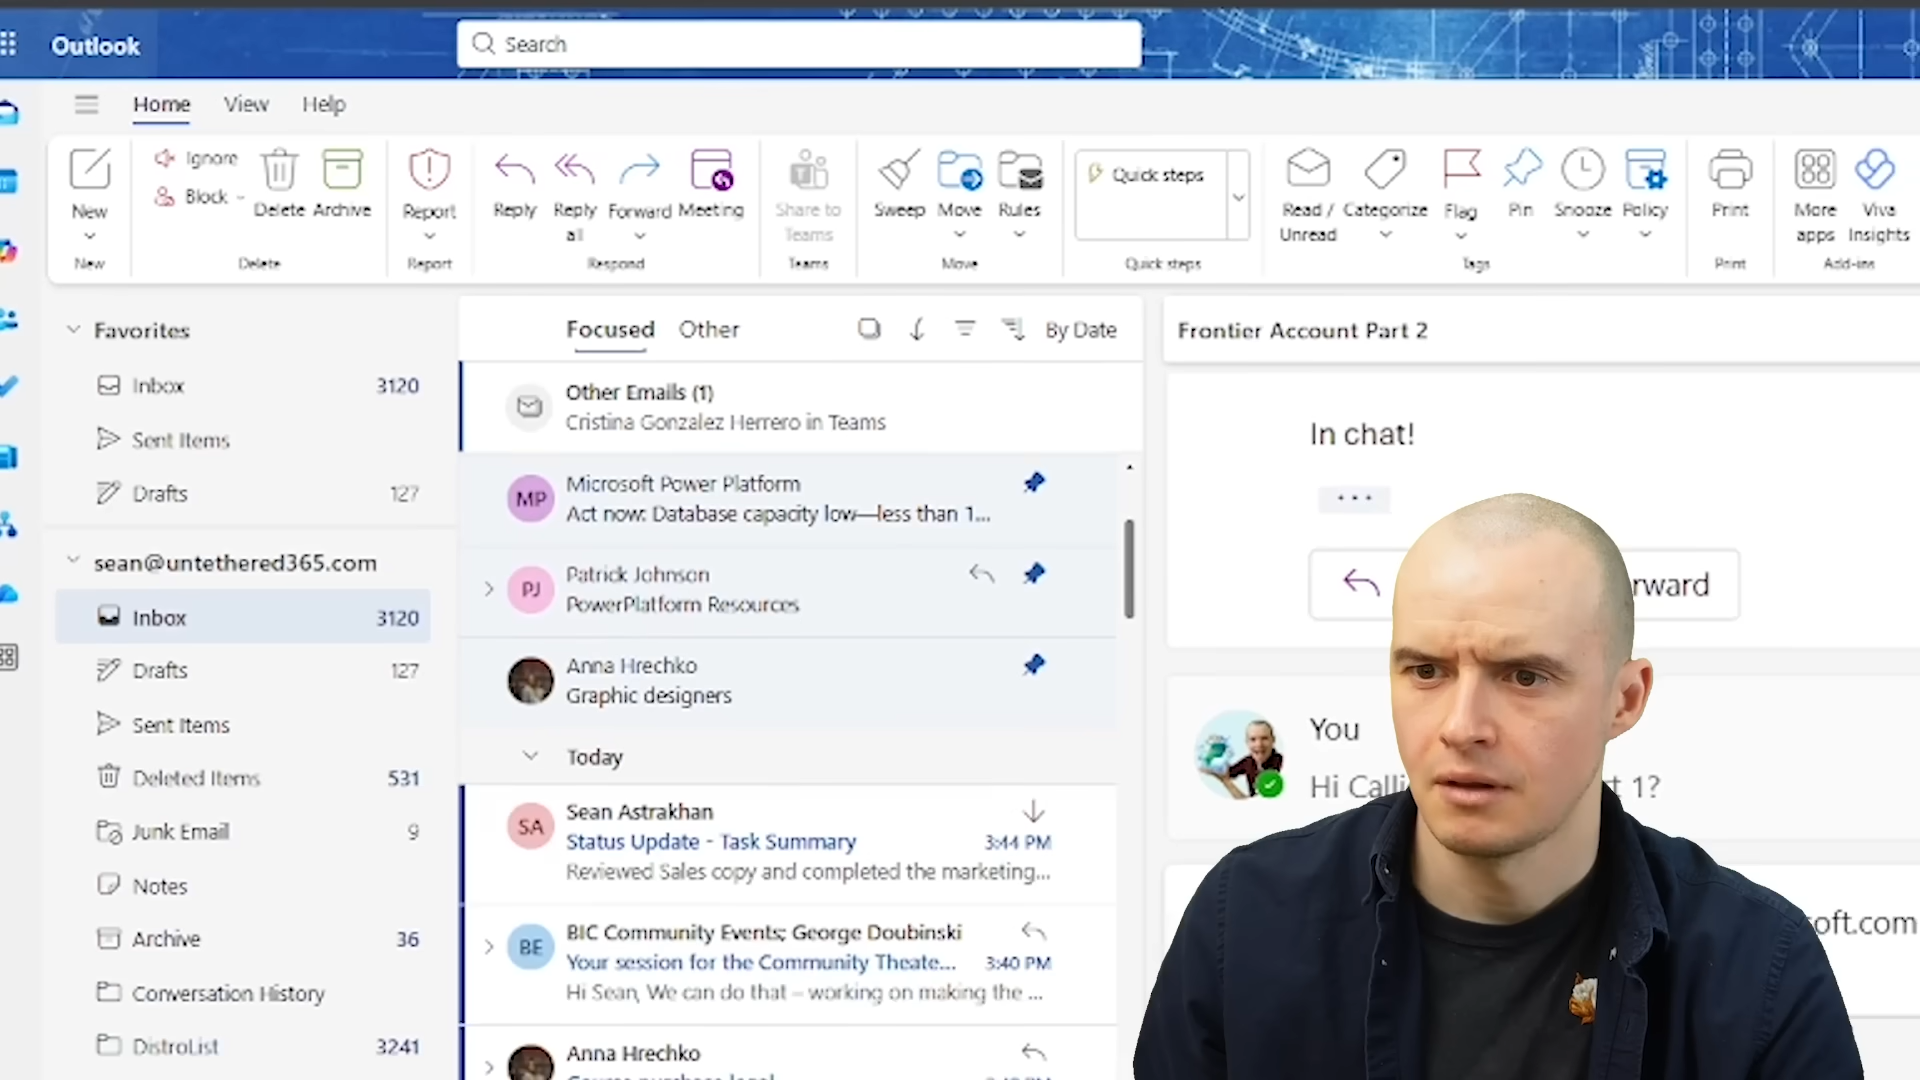 Outlook
Search
Home View Help
New
New
Ignore
Block
Delete
Archive
Delete
Report
Report
Reply
Reply all
Forward
Meeting
Respond
Share to Teams
Teams
Sweep
Move
Rules
Move
Quick steps
Quick steps
Read / Unread
Categorize
Flag
Pin
Snooze
Policy
Tags
Print
Print
More apps
Viva Insights
Add-ins
Favorites
Inbox 3120
Sent Items
Drafts 127
sean@untethered365.com
Inbox 3120
Drafts 127
Sent Items
Deleted Items 531
Junk Email 9
Notes
Archive 36
Conversation History
DistroList 3241
Focused Other By Date
Other Emails (1)
Cristina Gonzalez Herrero in Teams
MP
Microsoft Power Platform
Act now: Database capacity low—less than 1...
PJ
Patrick Johnson
PowerPlatform Resources
Anna Hrechko
Graphic designers
Today
SA
Sean Astrakhan
Status Update - Task Summary 3:44 PM
Reviewed Sales copy and completed the marketing...
BE
BIC Community Events; George Doubinski
Your session for the Community Theate... 3:40 PM
Hi Sean, We can do that – working on making the ...
Anna Hrechko
Frontier Account Part 2
In chat!
rward
You
Hi Calli
t 1?
soft.com